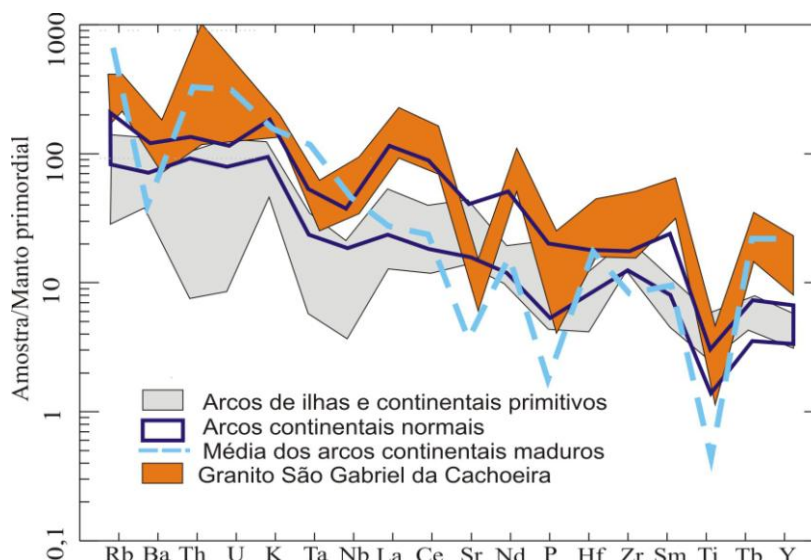 1000
100
10
1
0,1
Amostra/Manto primordial
Arcos de ilhas e continentais primitivos
Arcos continentais normais
Média dos arcos continentais maduros
Granito São Gabriel da Cachoeira
Rb Ba Th U K Ta Nb La Ce Sr Nd P Hf Zr Sm Ti Tb Y